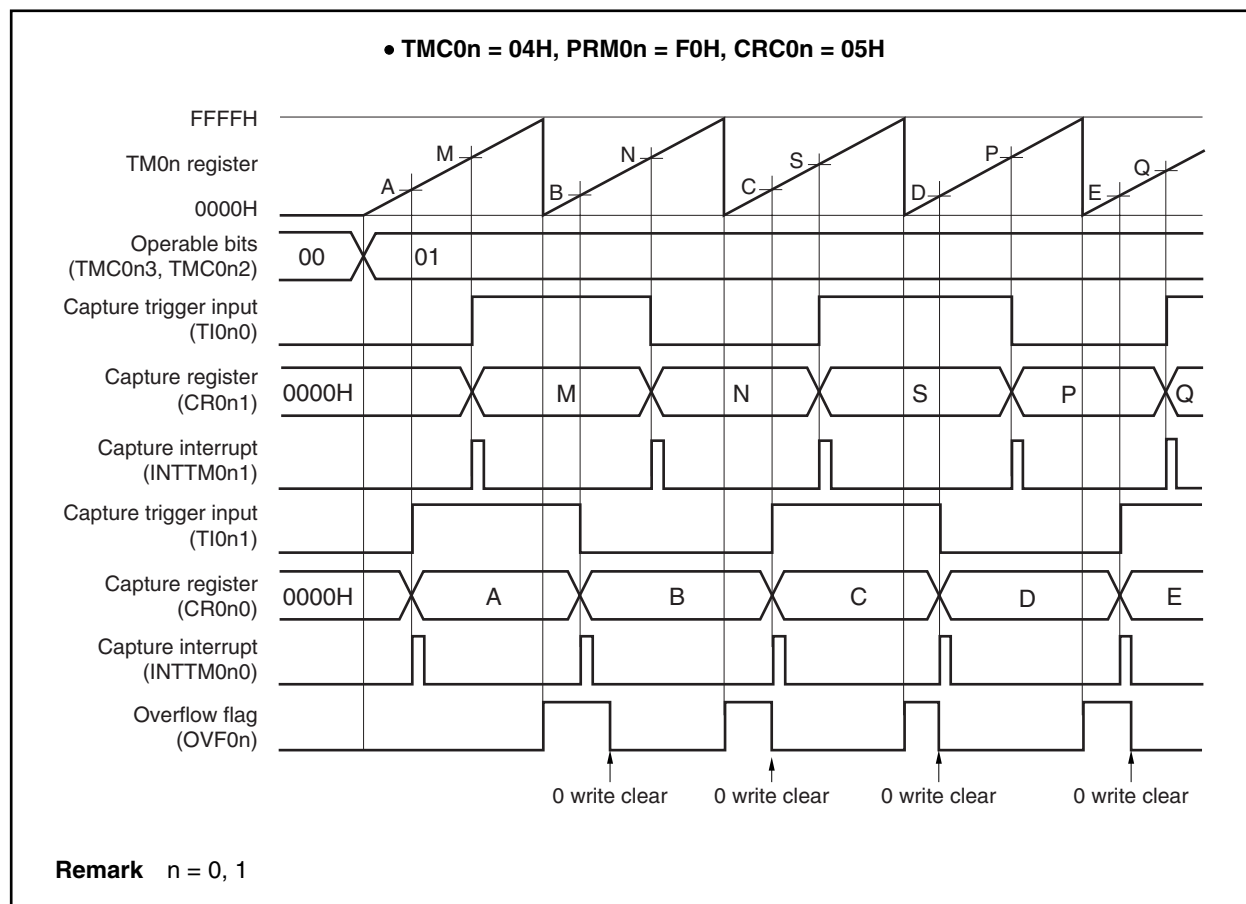 • TMC0n = 04H, PRM0n = F0H, CRC0n = 05H
FFFFH
TM0n register
0000H
A M B N C S D P E Q
Operable bits
(TMC0n3, TMC0n2)
00 01
Capture trigger input
(TI0n0)
Capture register
(CR0n1)
0000H M N S P Q
Capture interrupt
(INTTM0n1)
Capture trigger input
(TI0n1)
Capture register
(CR0n0)
0000H A B C D E
Capture interrupt
(INTTM0n0)
Overflow flag
(OVF0n)
0 write clear 0 write clear 0 write clear 0 write clear
Remark n = 0, 1